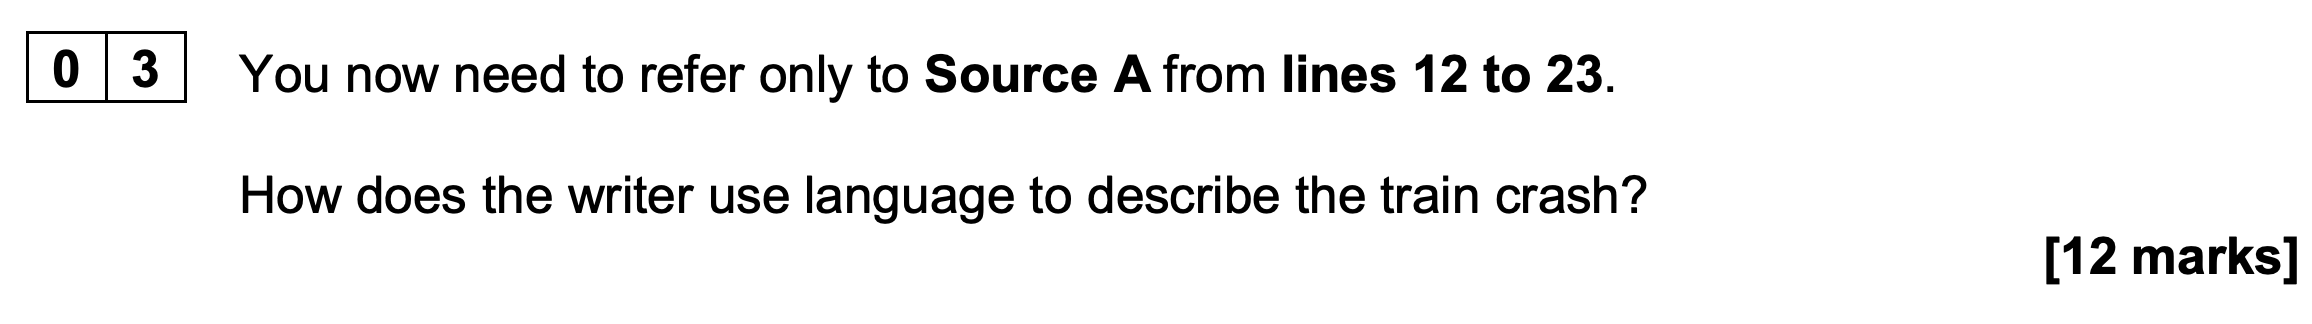 0 3 You now need to refer only to Source A from lines 12 to 23.
How does the writer use language to describe the train crash?
[12 marks]